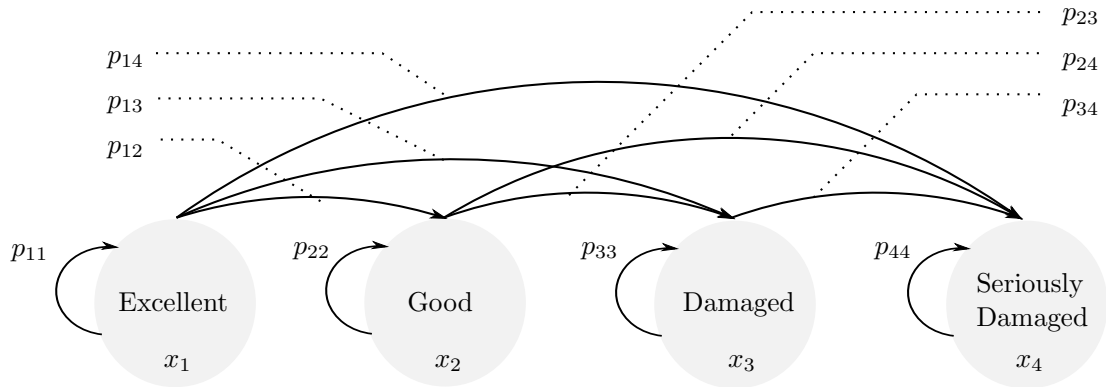 p23
p14
p24
p13
p34
p12
p11
p22
p33
p44
Excellent
Good
Damaged
Seriously
Damaged
x1
x2
x3
x4